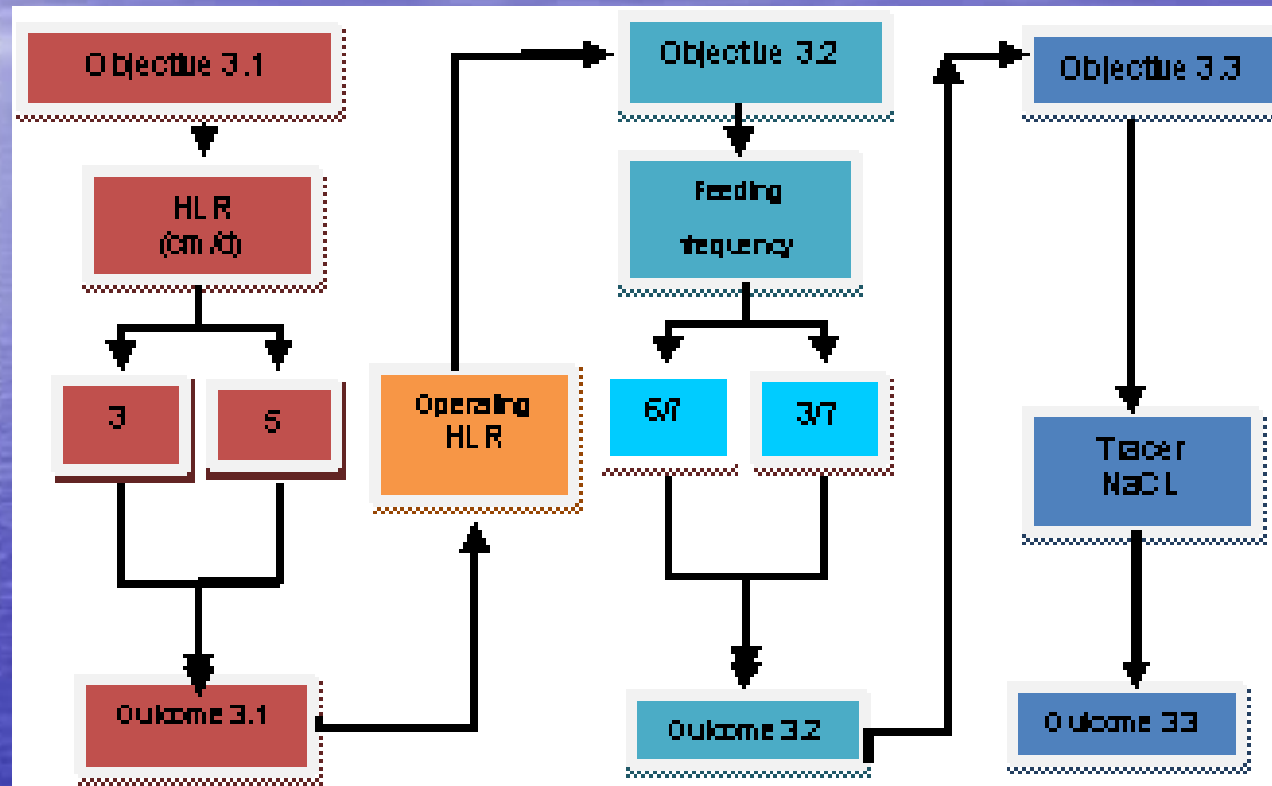 Objective 3.1
HLR
(cm/d)
3
5
Outcome 3.1
Operating
HLR
Objective 3.2
Feeding
frequency
6/7
3/7
Outcome 3.2
Objective 3.3
Tracer
NaCL
Outcome 3.3